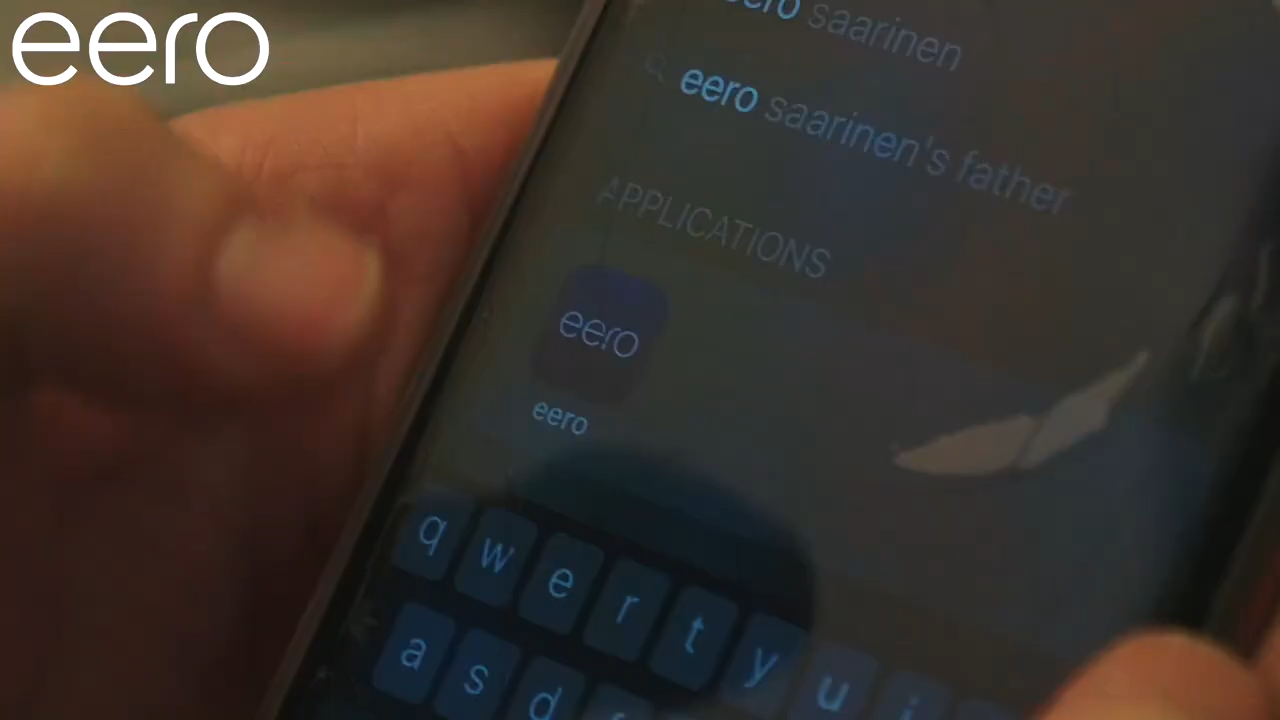 eero
eero saarinen
eero saarinen's father
APPLICATIONS
eero
eero
q w e r t y u i
a s d